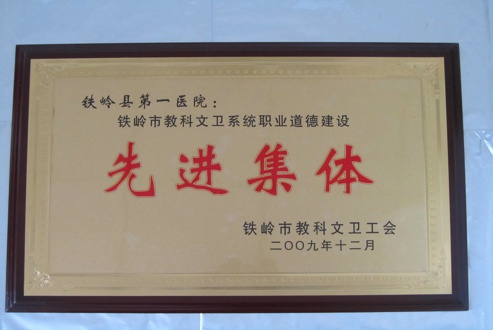 铁岭县第一医院：
铁岭市教科文卫系统职业道德建设
先进集体
铁岭市教科文卫工会
二〇〇九年十二月